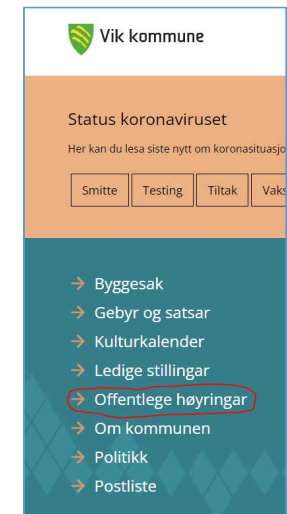 Vik kommune
Status koronaviruset
Her kan du lesa siste nytt om koronasituasjo
Smitte Testing Tiltak Vaks
→ Byggesak
→ Gebyr og satsar
→ Kulturkalender
→ Ledige stillingar
→ Offentlege høyringar
→ Om kommunen
→ Politikk
→ Postliste